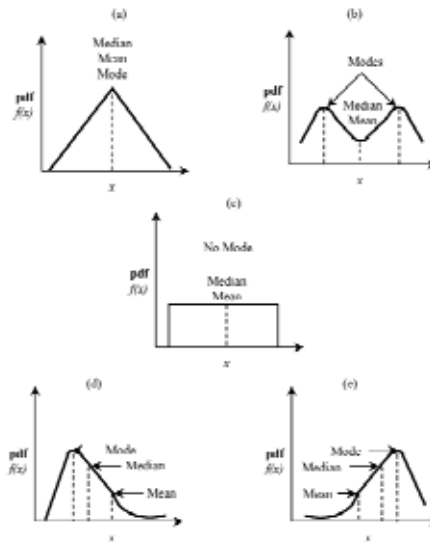 (a)
Median
Mean
Mode
pdf
f(x)
x
(b)
Modes
pdf
f(x)
Median
Mean
x
(c)
No Mode
pdf
f(x)
Median
Mean
x
(d)
pdf
f(x)
Mode
Median
Mean
x
(e)
pdf
f(x)
Mode
Median
Mean
x